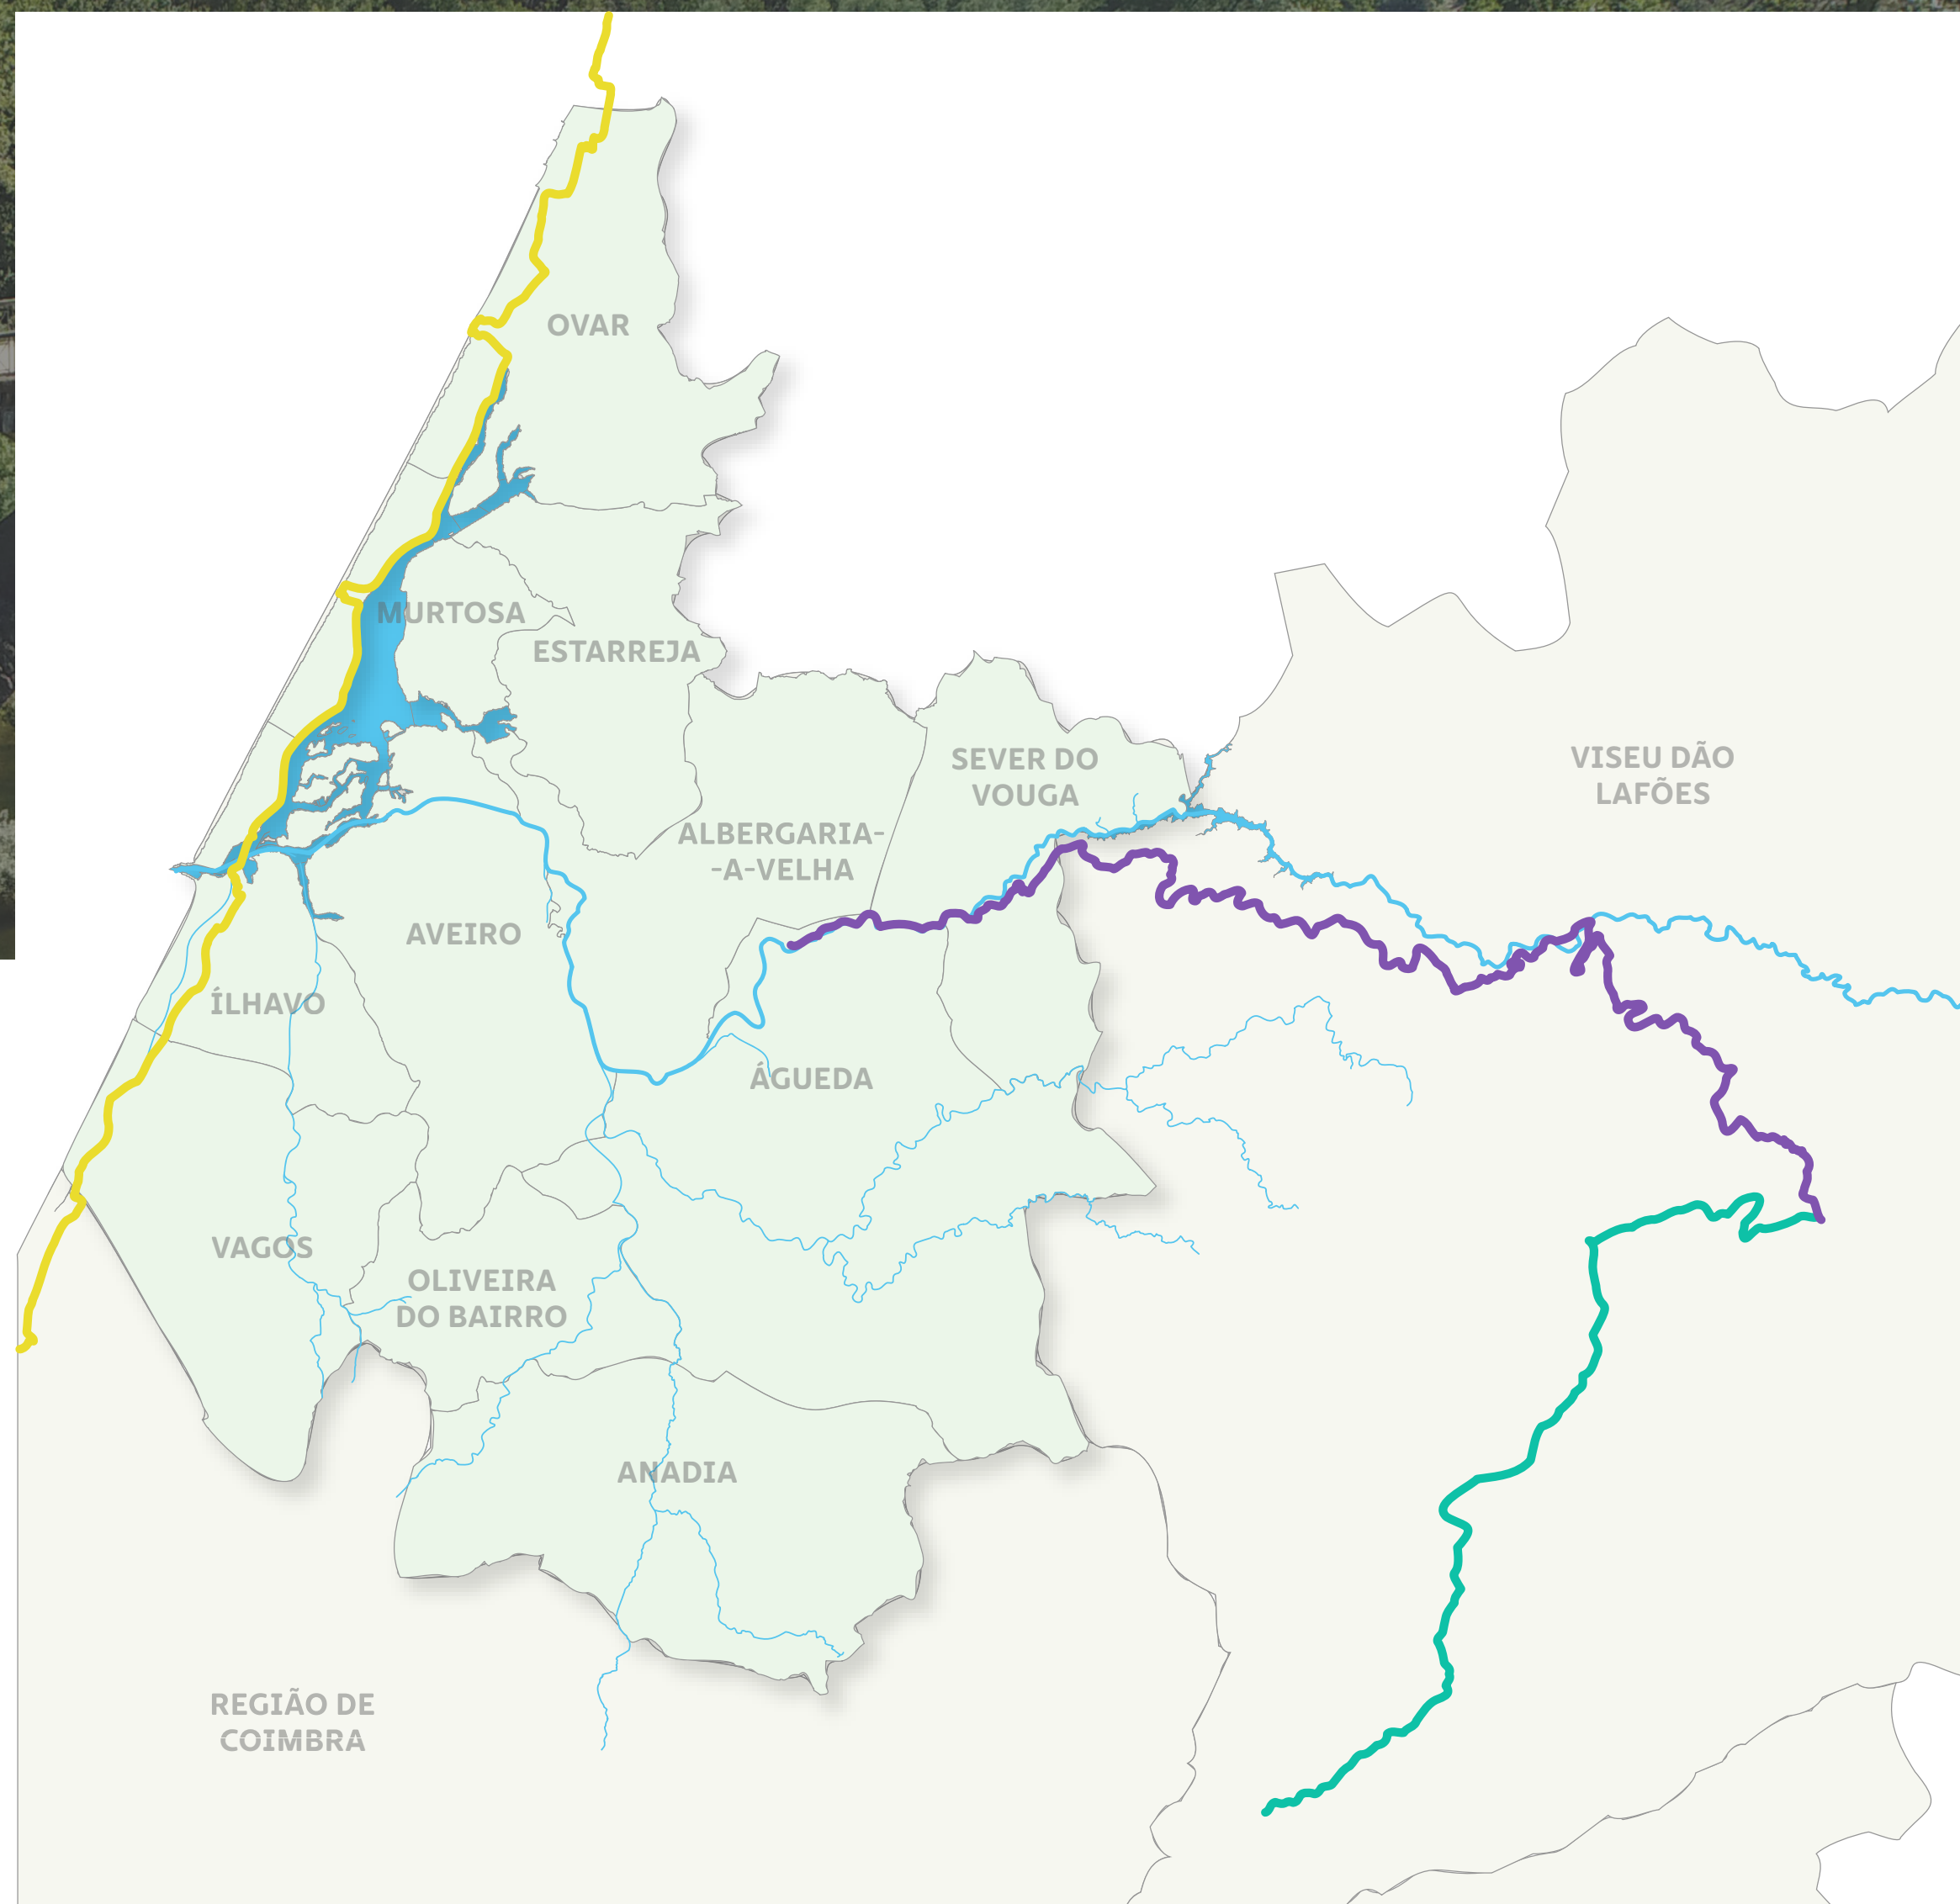 OVAR
MURTOSA
ESTARREJA
SEVER DO
VOUGA
VISEU DÃO
LAFÕES
ALBERGARIA-
-A-VELHA
AVEIRO
ÍLHAVO
ÁGUEDA
VAGOS
OLIVEIRA
DO BAIRRO
ANADIA
REGIÃO DE
COIMBRA